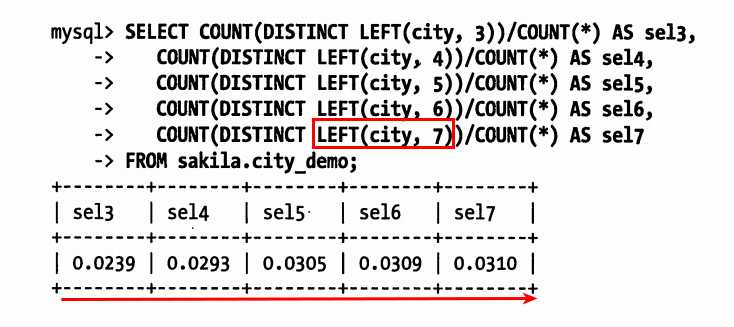 mysql> SELECT COUNT(DISTINCT LEFT(city, 3))/COUNT(*) AS sel3,
-> COUNT(DISTINCT LEFT(city, 4))/COUNT(*) AS sel4,
-> COUNT(DISTINCT LEFT(city, 5))/COUNT(*) AS sel5,
-> COUNT(DISTINCT LEFT(city, 6))/COUNT(*) AS sel6,
-> COUNT(DISTINCT LEFT(city, 7))/COUNT(*) AS sel7
-> FROM sakila.city_demo;
+--------+--------+--------+--------+--------+
| sel3 | sel4 | sel5 | sel6 | sel7 |
+--------+--------+--------+--------+--------+
| 0.0239 | 0.0293 | 0.0305 | 0.0309 | 0.0310 |
+--------+--------+--------+--------+--------+